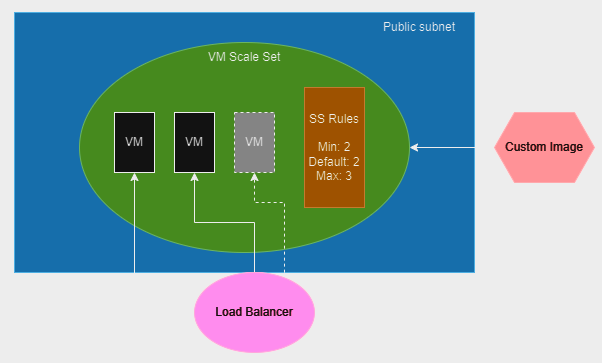 Public subnet
VM Scale Set
VM
VM
VM
SS Rules
Min: 2
Default: 2
Max: 3
Custom Image
Load Balancer